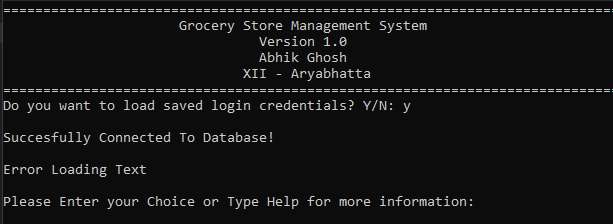 ================================================================================
Grocery Store Management System
Version 1.0
Abhik Ghosh
XII - Aryabhatta
================================================================================
Do you want to load saved login credentials? Y/N: y
Succesfully Connected To Database!
Error Loading Text
Please Enter your Choice or Type Help for more information: